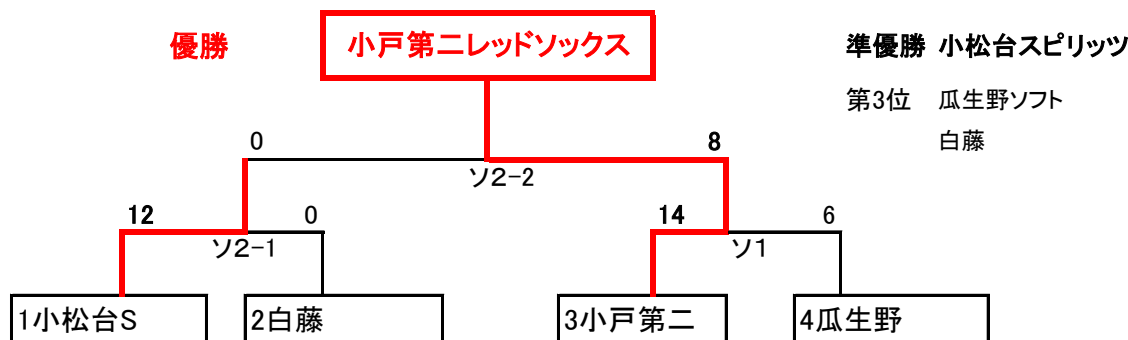 優勝 小戸第二レッドソックス 準優勝 小松台スピリッツ
第3位 瓜生野ソフト
白藤
0 8
ソ2-2
12 0 14 6
ソ2-1 ソ1
1小松台S 2白藤 3小戸第二 4瓜生野